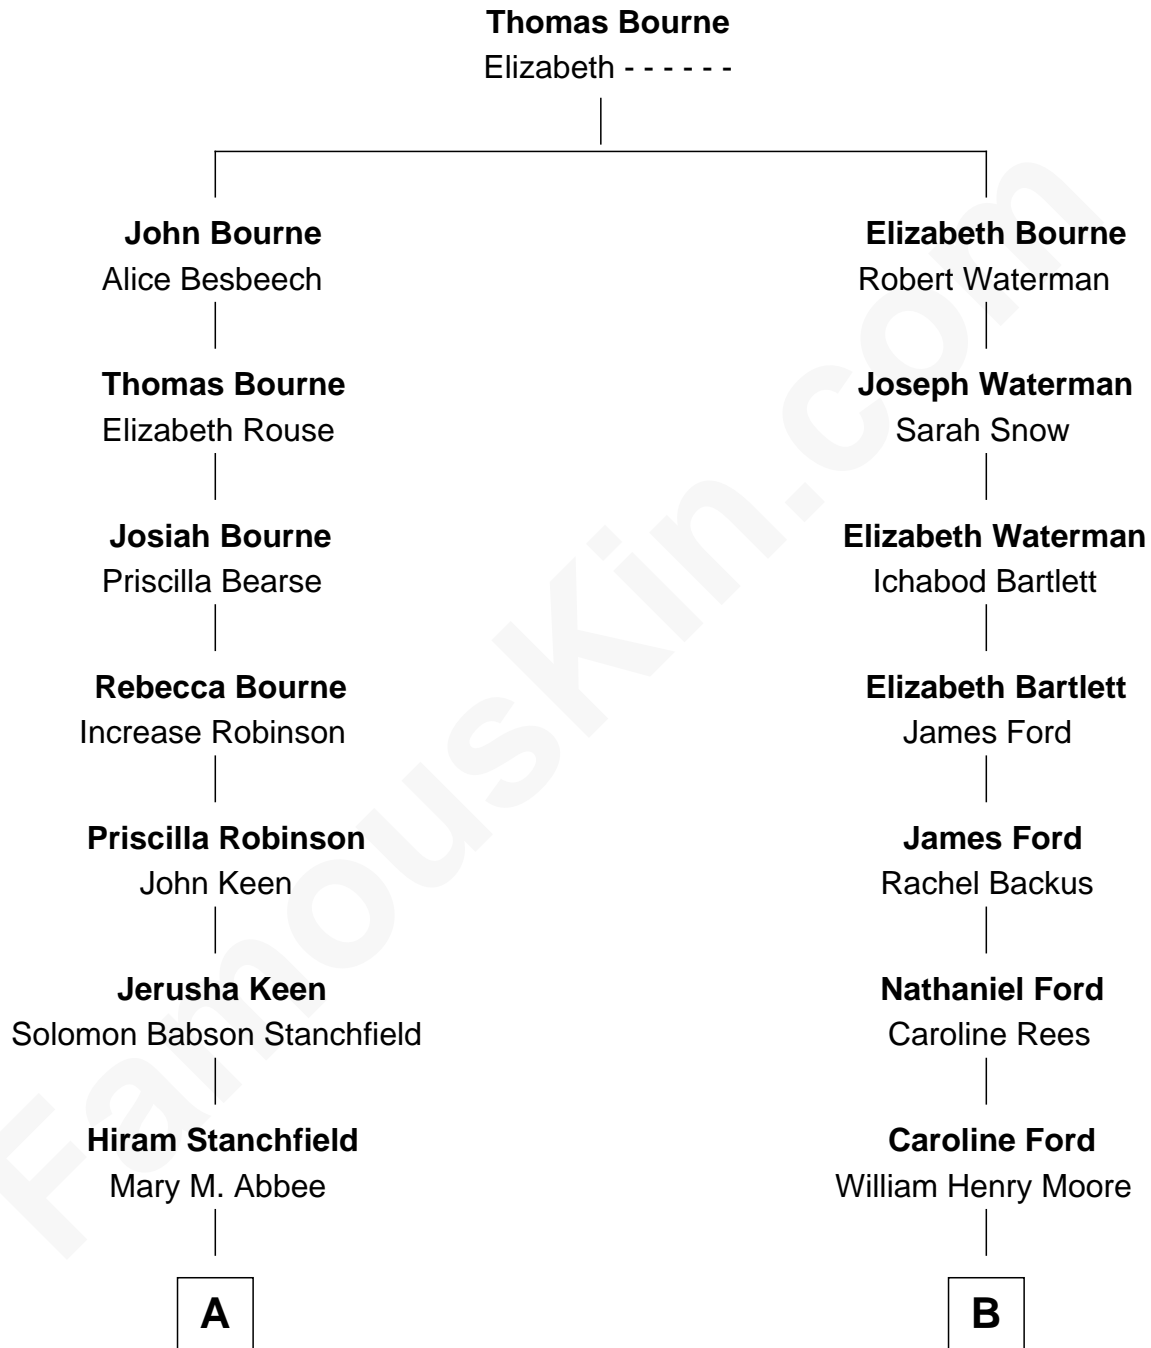 Thomas Bourne
Elizabeth - - - - - -
John Bourne
Alice Besbeech
Elizabeth Bourne
Robert Waterman
Thomas Bourne
Elizabeth Rouse
Joseph Waterman
Sarah Snow
Josiah Bourne
Priscilla Bearse
Elizabeth Waterman
Ichabod Bartlett
Rebecca Bourne
Increase Robinson
Elizabeth Bartlett
James Ford
Priscilla Robinson
John Keen
James Ford
Rachel Backus
Jerusha Keen
Solomon Babson Stanchfield
Nathaniel Ford
Caroline Rees
Hiram Stanchfield
Mary M. Abbee
Caroline Ford
William Henry Moore
A
B
FamousKin.com